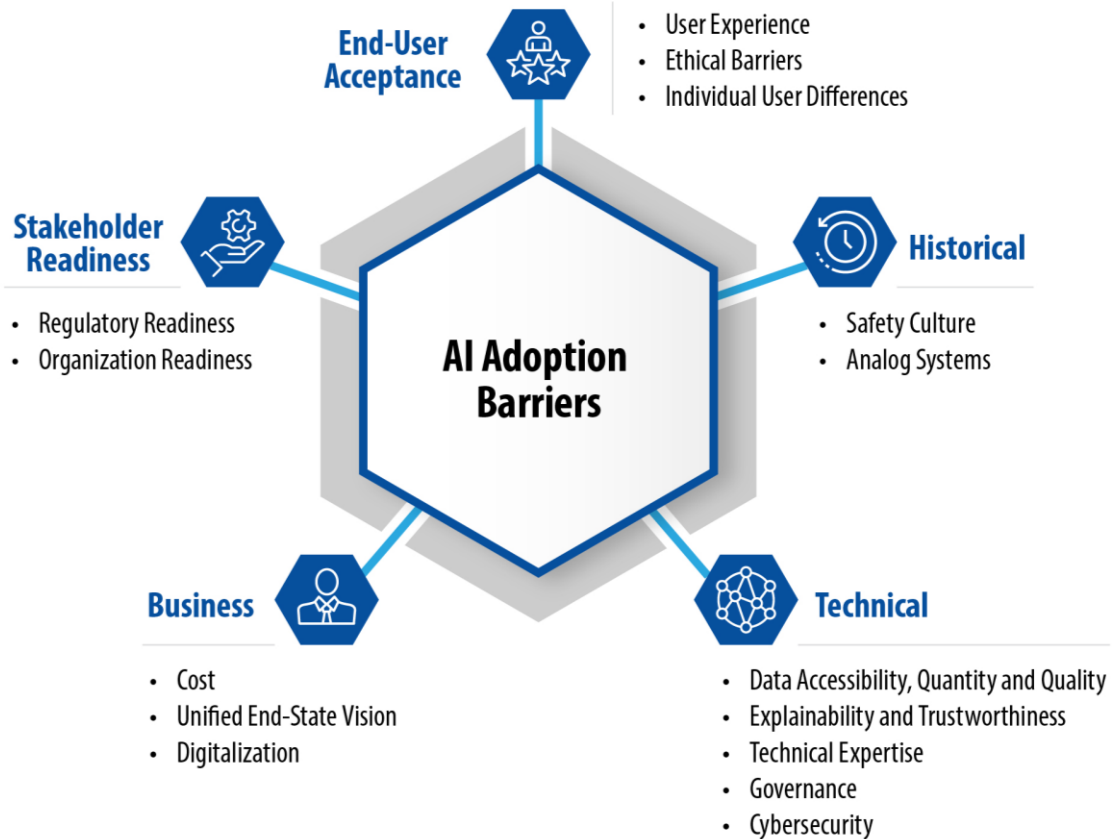 End-User
Acceptance
• User Experience
• Ethical Barriers
• Individual User Differences
Stakeholder
Readiness
• Regulatory Readiness
• Organization Readiness
Historical
• Safety Culture
• Analog Systems
AI Adoption
Barriers
Business
• Cost
• Unified End-State Vision
• Digitalization
Technical
• Data Accessibility, Quantity and Quality
• Explainability and Trustworthiness
• Technical Expertise
• Governance
• Cybersecurity